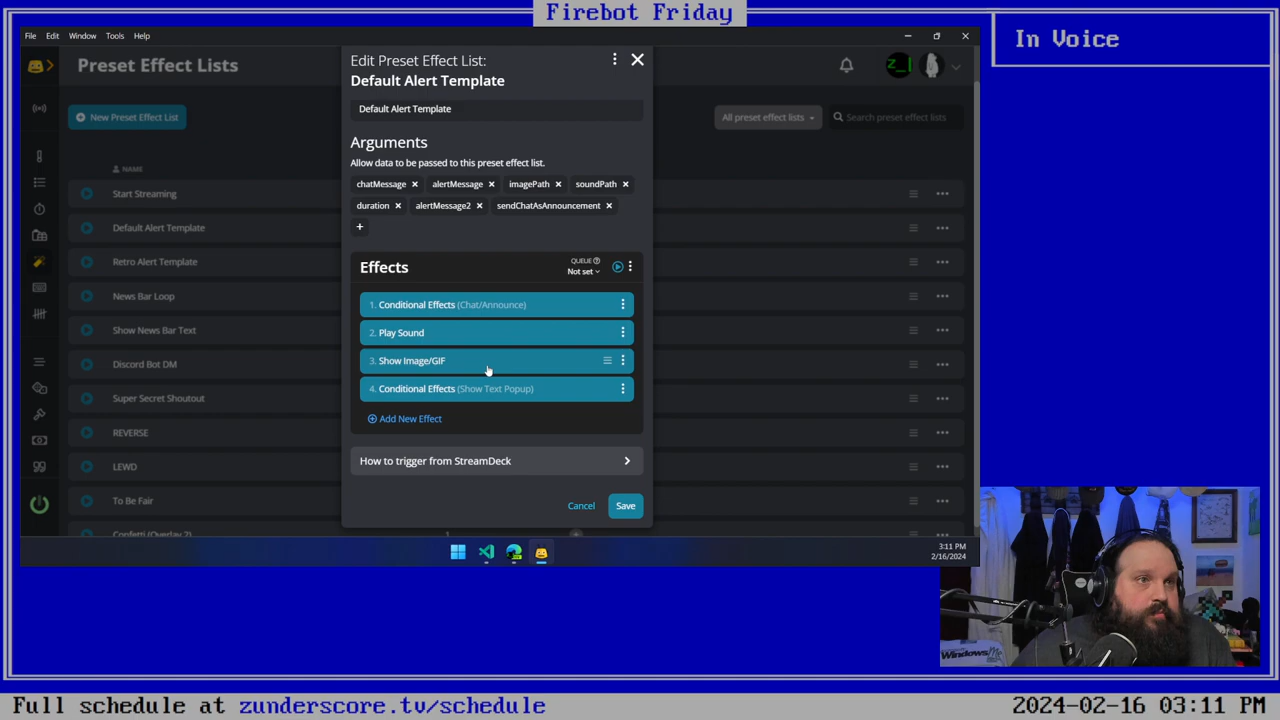 Firebot Friday
In Voice
File Edit Window Tools Help
Preset Effect Lists
z_
New Preset Effect List
All preset effect lists
Search preset effect lists
NAME
Start Streaming
Default Alert Template
Retro Alert Template
News Bar Loop
Show News Bar Text
Discord Bot DM
Super Secret Shoutout
REVERSE
LEWD
To Be Fair
Confetti (Overlay 2)
1
Edit Preset Effect List:
Default Alert Template
Default Alert Template
Arguments
Allow data to be passed to this preset effect list.
chatMessage × alertMessage × imagePath × soundPath ×
duration × alertMessage2 × sendChatAsAnnouncement ×
+
Effects
QUEUE
Not set
1. Conditional Effects (Chat/Announce)
2. Play Sound
3. Show Image/GIF
4. Conditional Effects (Show Text Popup)
Add New Effect
How to trigger from StreamDeck
Cancel Save
3:11 PM
2/16/2024
Full schedule at zunderscore.tv/schedule
2024-02-16 03:11 PM